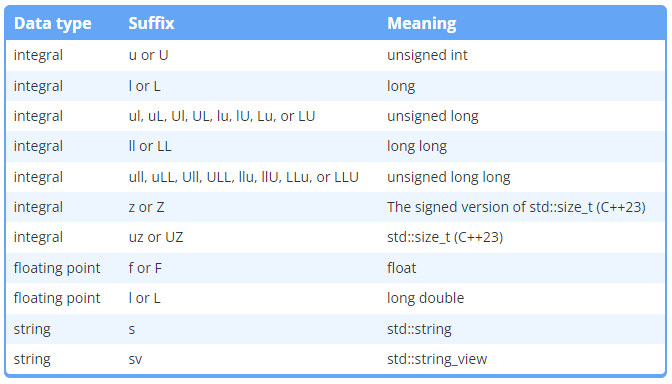 Data type Suffix Meaning
integral u or U unsigned int
integral l or L long
integral ul, uL, Ul, UL, lu, lU, Lu, or LU unsigned long
integral ll or LL long long
integral ull, uLL, Ull, ULL, llu, llU, LLu, or LLU unsigned long long
integral z or Z The signed version of std::size_t (C++23)
integral uz or UZ std::size_t (C++23)
floating point f or F float
floating point l or L long double
string s std::string
string sv std::string_view